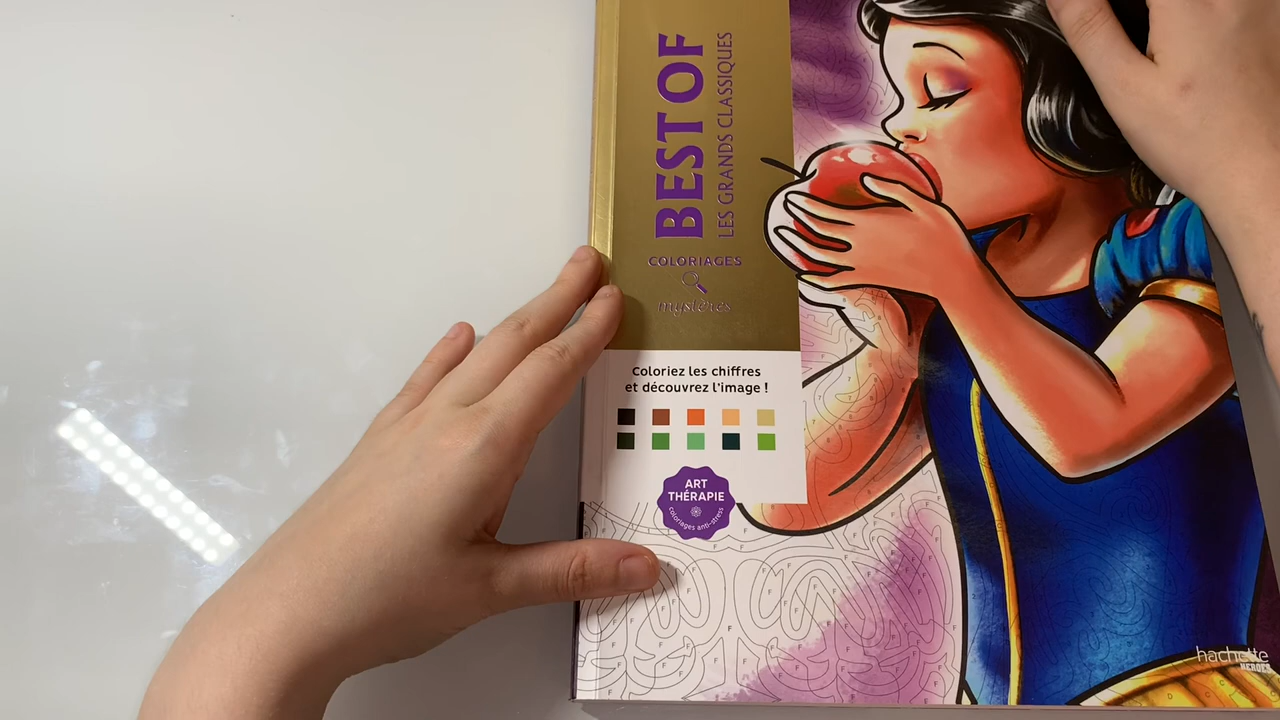 BEST OF
LES GRANDS CLASSIQUES
COLORIAGES
mystères
Coloriez les chiffres
et découvrez l'image !
ART
THÉRAPIE
coloriages anti-stress
hachette
HEROES